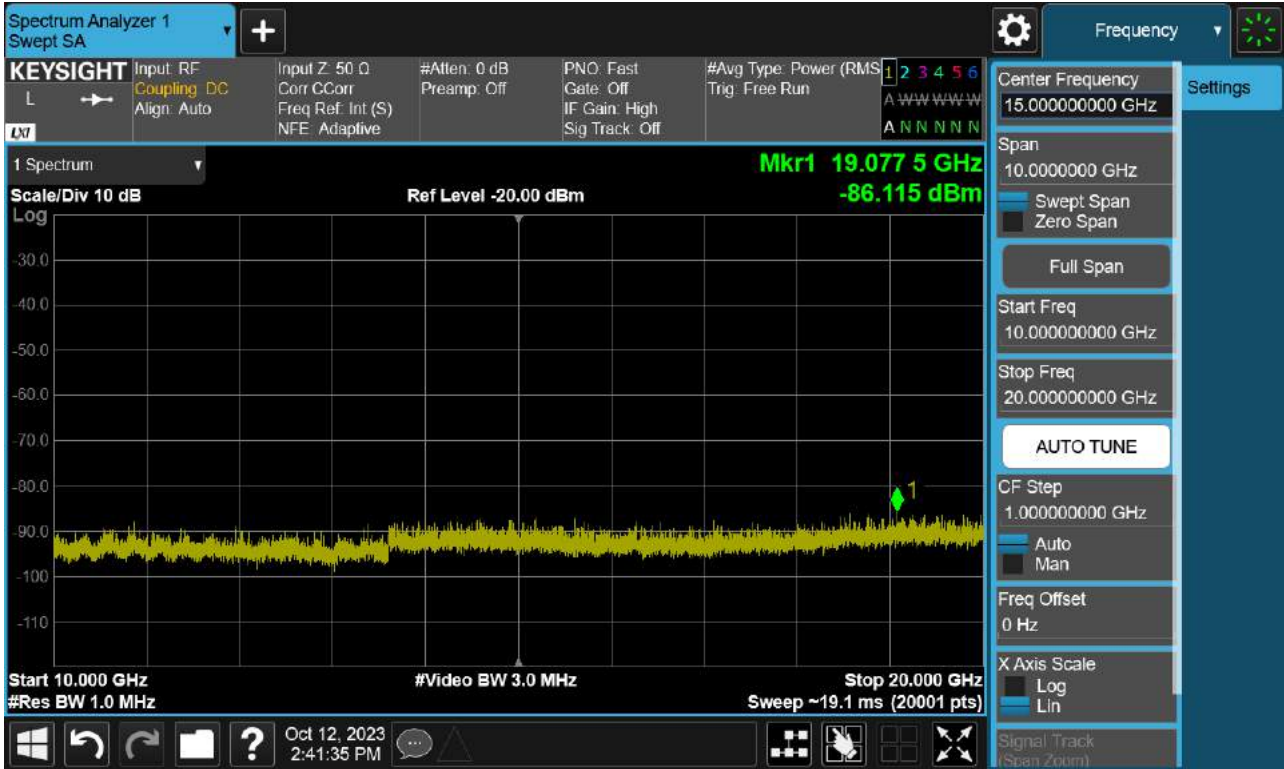 Spectrum Analyzer 1
Swept SA
+
Frequency
KEYSIGHT
L
LXI
Input: RF
Coupling: DC
Align: Auto
Input Z: 50 Ω
Corr CCorr
Freq Ref: Int (S)
NFE: Adaptive
#Atten: 0 dB
Preamp: Off
PNO: Fast
Gate: Off
IF Gain: High
Sig Track: Off
#Avg Type: Power (RMS
Trig: Free Run
1 2 3 4 5 6
A W W W W W
A N N N N N
1 Spectrum
Scale/Div 10 dB
Ref Level -20.00 dBm
Mkr1 19.077 5 GHz
-86.115 dBm
Log
-30.0
-40.0
-50.0
-60.0
-70.0
-80.0
-90.0
-100
-110
1
Start 10.000 GHz
#Video BW 3.0 MHz
Stop 20.000 GHz
#Res BW 1.0 MHz
Sweep ~19.1 ms (20001 pts)
Center Frequency
15.000000000 GHz
Settings
Span
10.0000000 GHz
Swept Span
Zero Span
Full Span
Start Freq
10.000000000 GHz
Stop Freq
20.000000000 GHz
AUTO TUNE
CF Step
1.000000000 GHz
Auto
Man
Freq Offset
0 Hz
X Axis Scale
Log
Lin
Signal Track
(Span Zoom)
?
Oct 12, 2023
2:41:35 PM